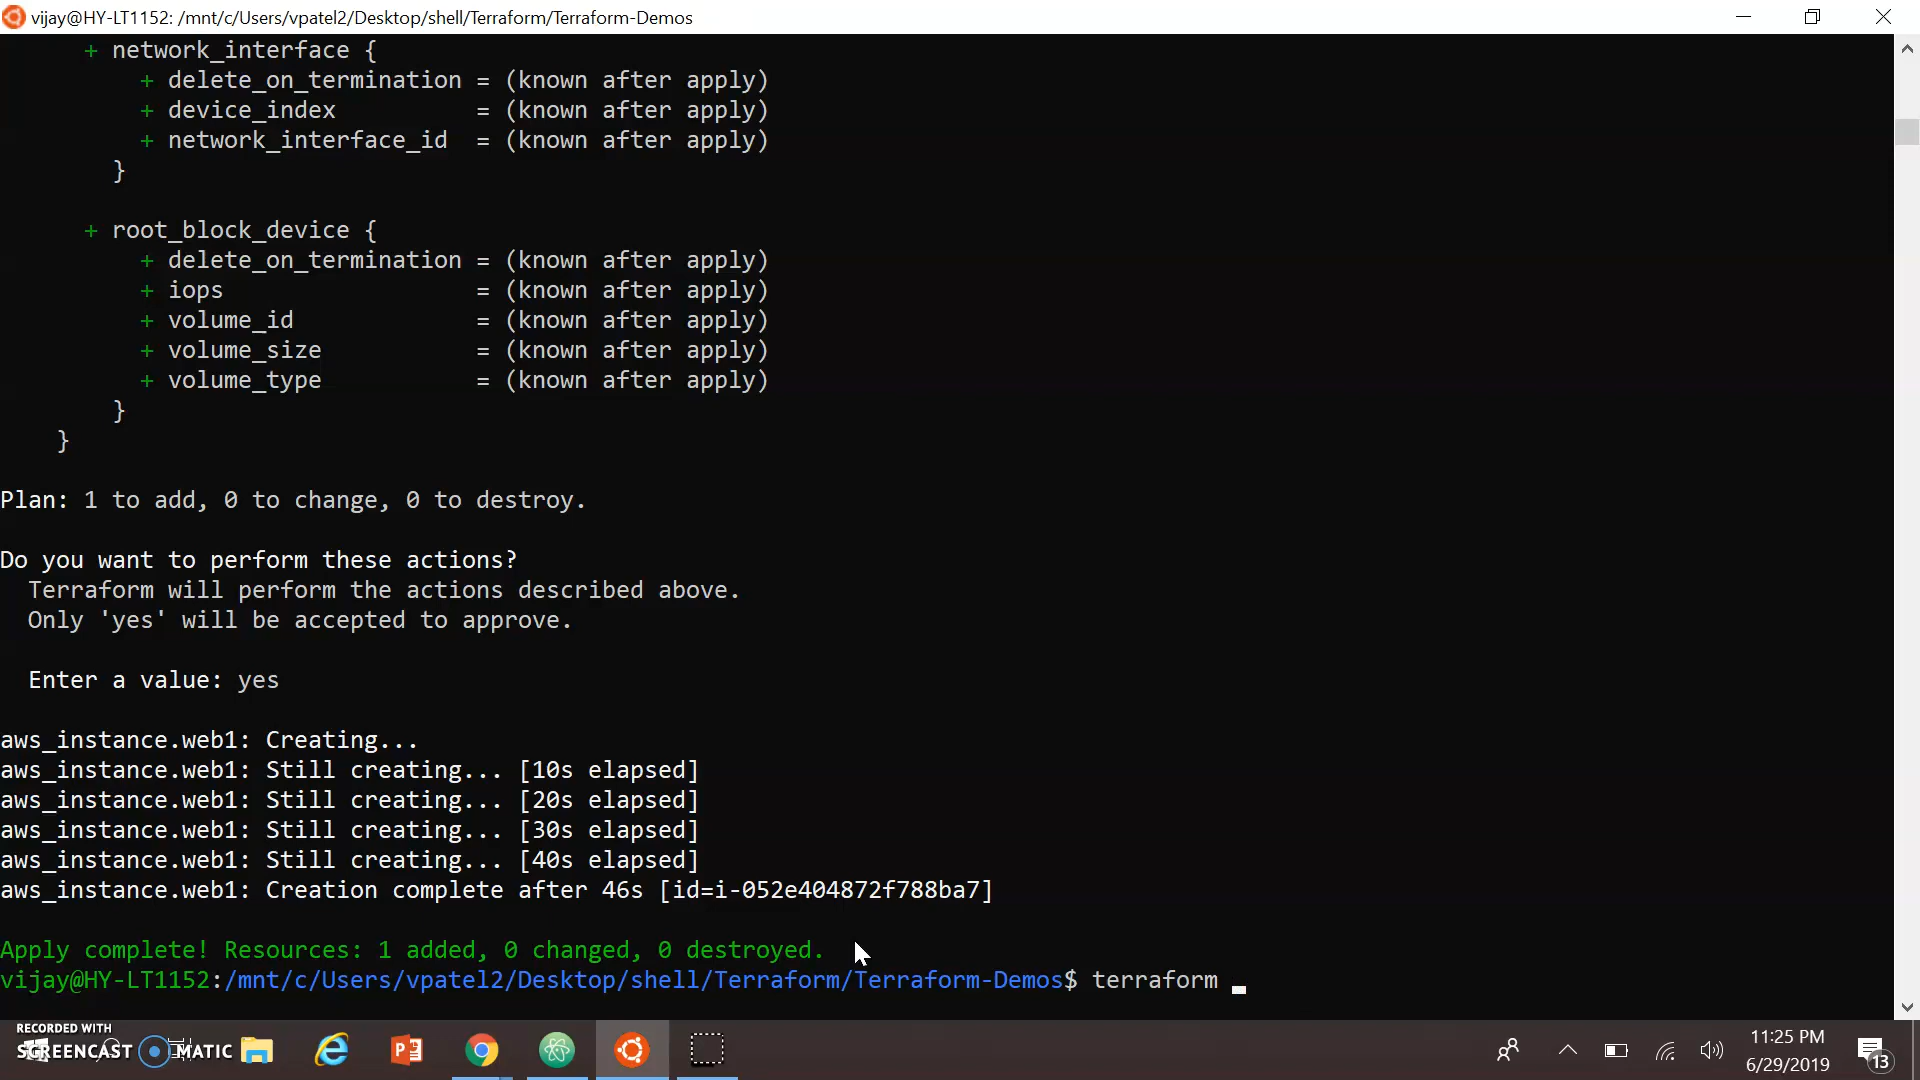 vijay@HY-LT1152: /mnt/c/Users/vpatel2/Desktop/shell/Terraform/Terraform-Demos
+ network_interface {
+ delete_on_termination = (known after apply)
+ device_index = (known after apply)
+ network_interface_id = (known after apply)
}
+ root_block_device {
+ delete_on_termination = (known after apply)
+ iops = (known after apply)
+ volume_id = (known after apply)
+ volume_size = (known after apply)
+ volume_type = (known after apply)
}
}
Plan: 1 to add, 0 to change, 0 to destroy.
Do you want to perform these actions?
Terraform will perform the actions described above.
Only 'yes' will be accepted to approve.
Enter a value: yes
aws_instance.web1: Creating...
aws_instance.web1: Still creating... [10s elapsed]
aws_instance.web1: Still creating... [20s elapsed]
aws_instance.web1: Still creating... [30s elapsed]
aws_instance.web1: Still creating... [40s elapsed]
aws_instance.web1: Creation complete after 46s [id=i-052e404872f788ba7]
Apply complete! Resources: 1 added, 0 changed, 0 destroyed.
vijay@HY-LT1152:/mnt/c/Users/vpatel2/Desktop/shell/Terraform/Terraform-Demos$ terraform _
RECORDED WITH
SCREENCAST MATIC
11:25 PM
6/29/2019
13